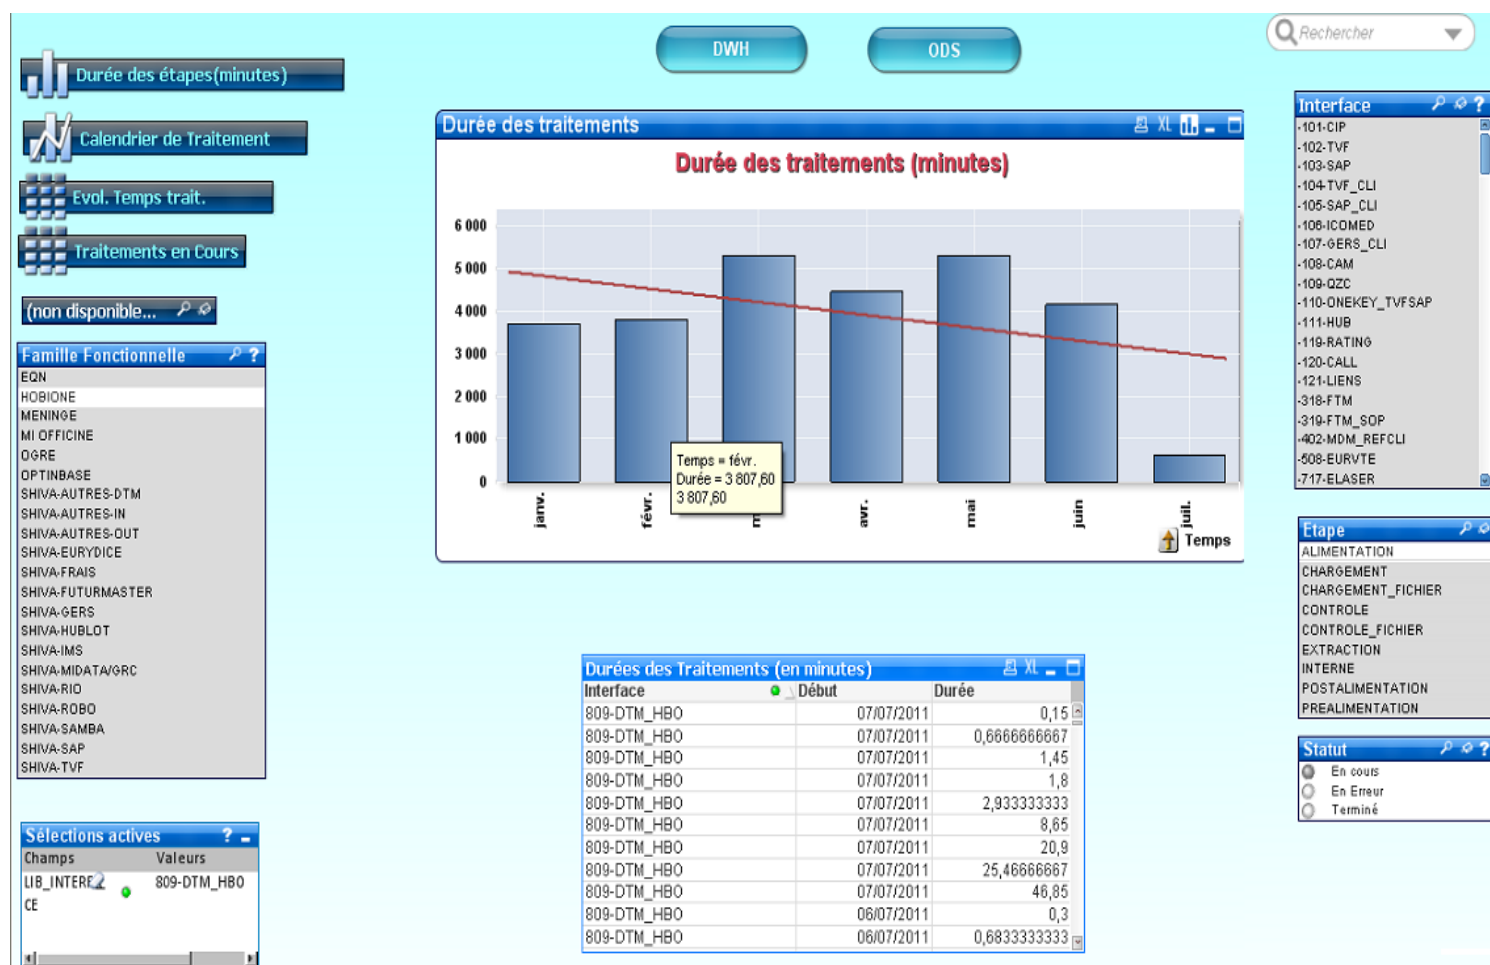 DWH
ODS
Rechercher
Durée des étapes(minutes)
Calendrier de Traitement
Evol. Temps trait.
Traitements en Cours
(non disponible...
Famille Fonctionnelle ?
EQN
HOBIONE
MENINGE
MI OFFICINE
OGRE
OPTINBASE
SHIVA-AUTRES-DTM
SHIVA-AUTRES-IN
SHIVA-AUTRES-OUT
SHIVA-EURYDICE
SHIVA-FRAIS
SHIVA-FUTURMASTER
SHIVA-GERS
SHIVA-HUBLOT
SHIVA-IMS
SHIVA-MIDATA/GRC
SHIVA-RIO
SHIVA-ROBO
SHIVA-SAMBA
SHIVA-SAP
SHIVA-TVF
Sélections actives ?
Champs Valeurs
LIB_INTERF 809-DTM_HBO
CE
Durée des traitements XL
Durée des traitements (minutes)
6 000
5 000
4 000
3 000
2 000
1 000
0
Temps = févr.
Durée = 3 807,60
3 807,60
janv.
févr.
m
avr.
mai
juin
juil.
Temps
Durées des Traitements (en minutes) XL
Interface Début Durée
809-DTM_HBO 07/07/2011 0,15
809-DTM_HBO 07/07/2011 0,6666666667
809-DTM_HBO 07/07/2011 1,45
809-DTM_HBO 07/07/2011 1,8
809-DTM_HBO 07/07/2011 2,933333333
809-DTM_HBO 07/07/2011 8,65
809-DTM_HBO 07/07/2011 20,9
809-DTM_HBO 07/07/2011 25,46666667
809-DTM_HBO 07/07/2011 46,85
809-DTM_HBO 06/07/2011 0,3
809-DTM_HBO 06/07/2011 0,6833333333
Interface ?
-101-CIP
-102-TVF
-103-SAP
-104-TVF_CLI
-105-SAP_CLI
-106-ICOMED
-107-GERS_CLI
-108-CAM
-109-QZC
-110-ONEKEY_TVFSAP
-111-HUB
-119-RATING
-120-CALL
-121-LIENS
-318-FTM
-319-FTM_SOP
-402-MDM_REFCLI
-508-EURVTE
-717-ELASER
Etape
ALIMENTATION
CHARGEMENT
CHARGEMENT_FICHIER
CONTROLE
CONTROLE_FICHIER
EXTRACTION
INTERNE
POSTALIMENTATION
PREALIMENTATION
Statut ?
En cours
En Erreur
Terminé